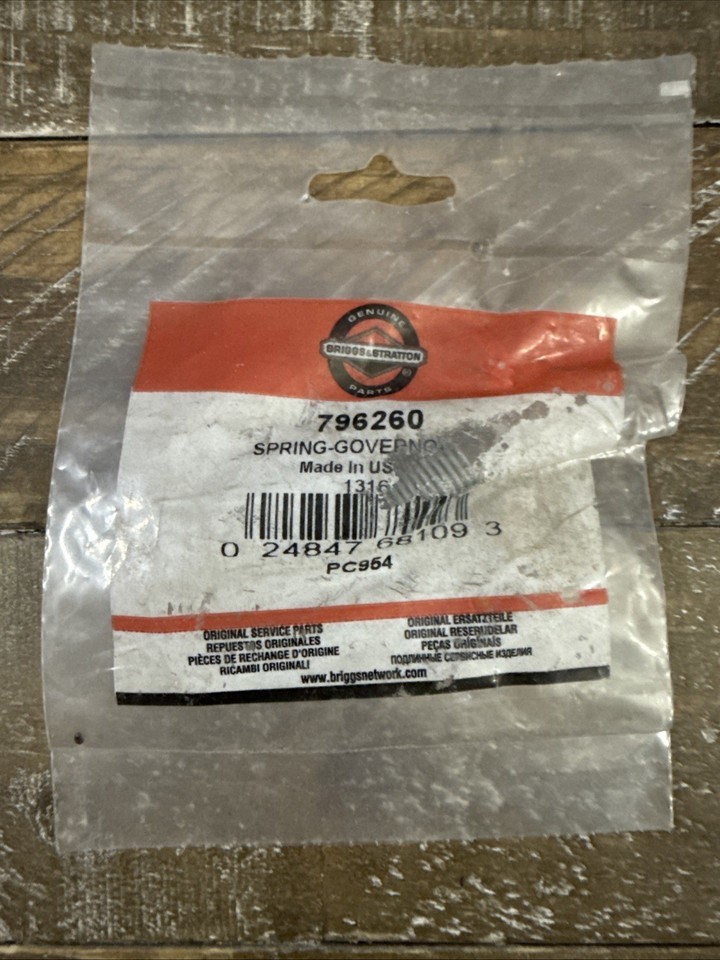 GENUINE
BRIGGS&STRATTON
PARTS
®
796260
SPRING-GOVERNO
Made In US
1316
0 24847 68109 3
PC954
ORIGINAL SERVICE PARTS
REPUESTOS ORIGINALES
PIÈCES DE RECHANGE D'ORIGINE
RICAMBI ORIGINALI
ORIGINAL ERSATZTEILE
ORIGINAL RESERVDELAR
PEÇAS ORIGINAIS
ПОДЛИННЫЕ СЕРВИСНЫЕ ИЗДЕЛИЯ
www.briggsnetwork.com